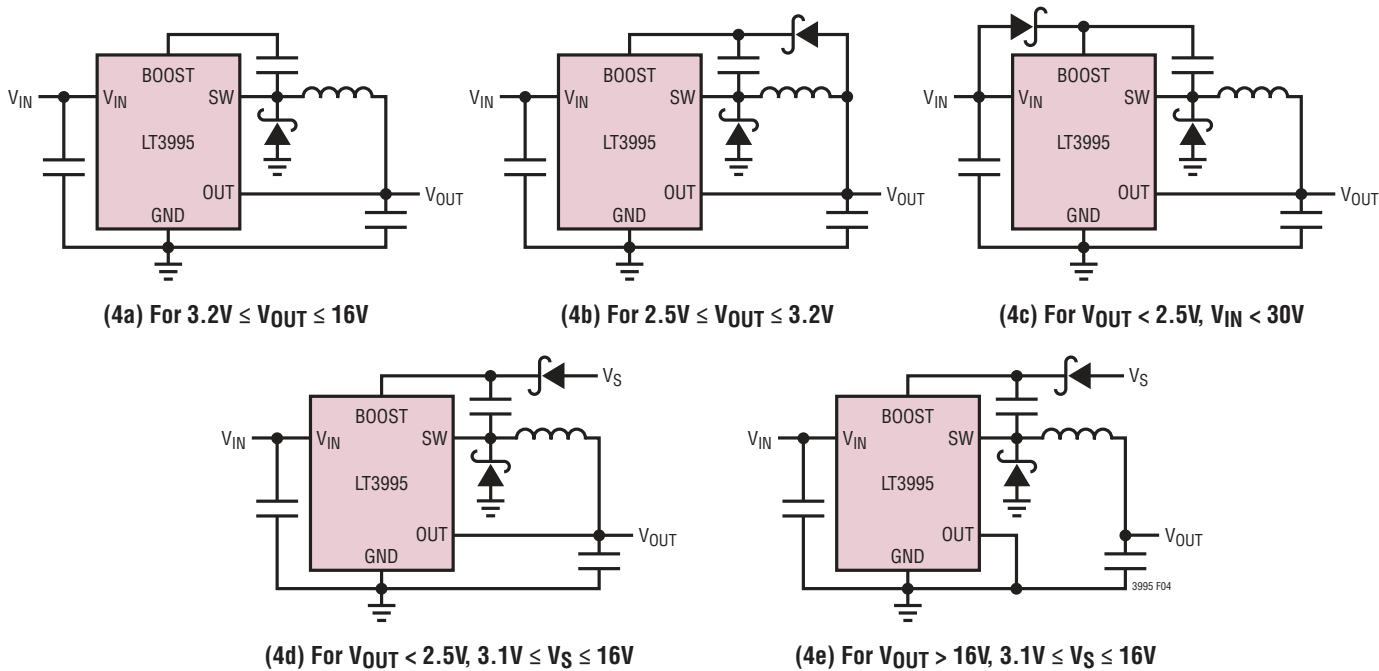 BOOST
V_IN
V_IN
SW
LT3995
OUT
V_OUT
GND
(4a) For 3.2V ≤ V_OUT ≤ 16V
BOOST
V_IN
V_IN
SW
LT3995
OUT
V_OUT
GND
(4b) For 2.5V ≤ V_OUT ≤ 3.2V
BOOST
V_IN
V_IN
SW
LT3995
OUT
V_OUT
GND
(4c) For V_OUT < 2.5V, V_IN < 30V
V_S
BOOST
V_IN
V_IN
SW
LT3995
OUT
V_OUT
GND
(4d) For V_OUT < 2.5V, 3.1V ≤ V_S ≤ 16V
V_S
BOOST
V_IN
V_IN
SW
LT3995
OUT
V_OUT
GND
3995 F04
(4e) For V_OUT > 16V, 3.1V ≤ V_S ≤ 16V